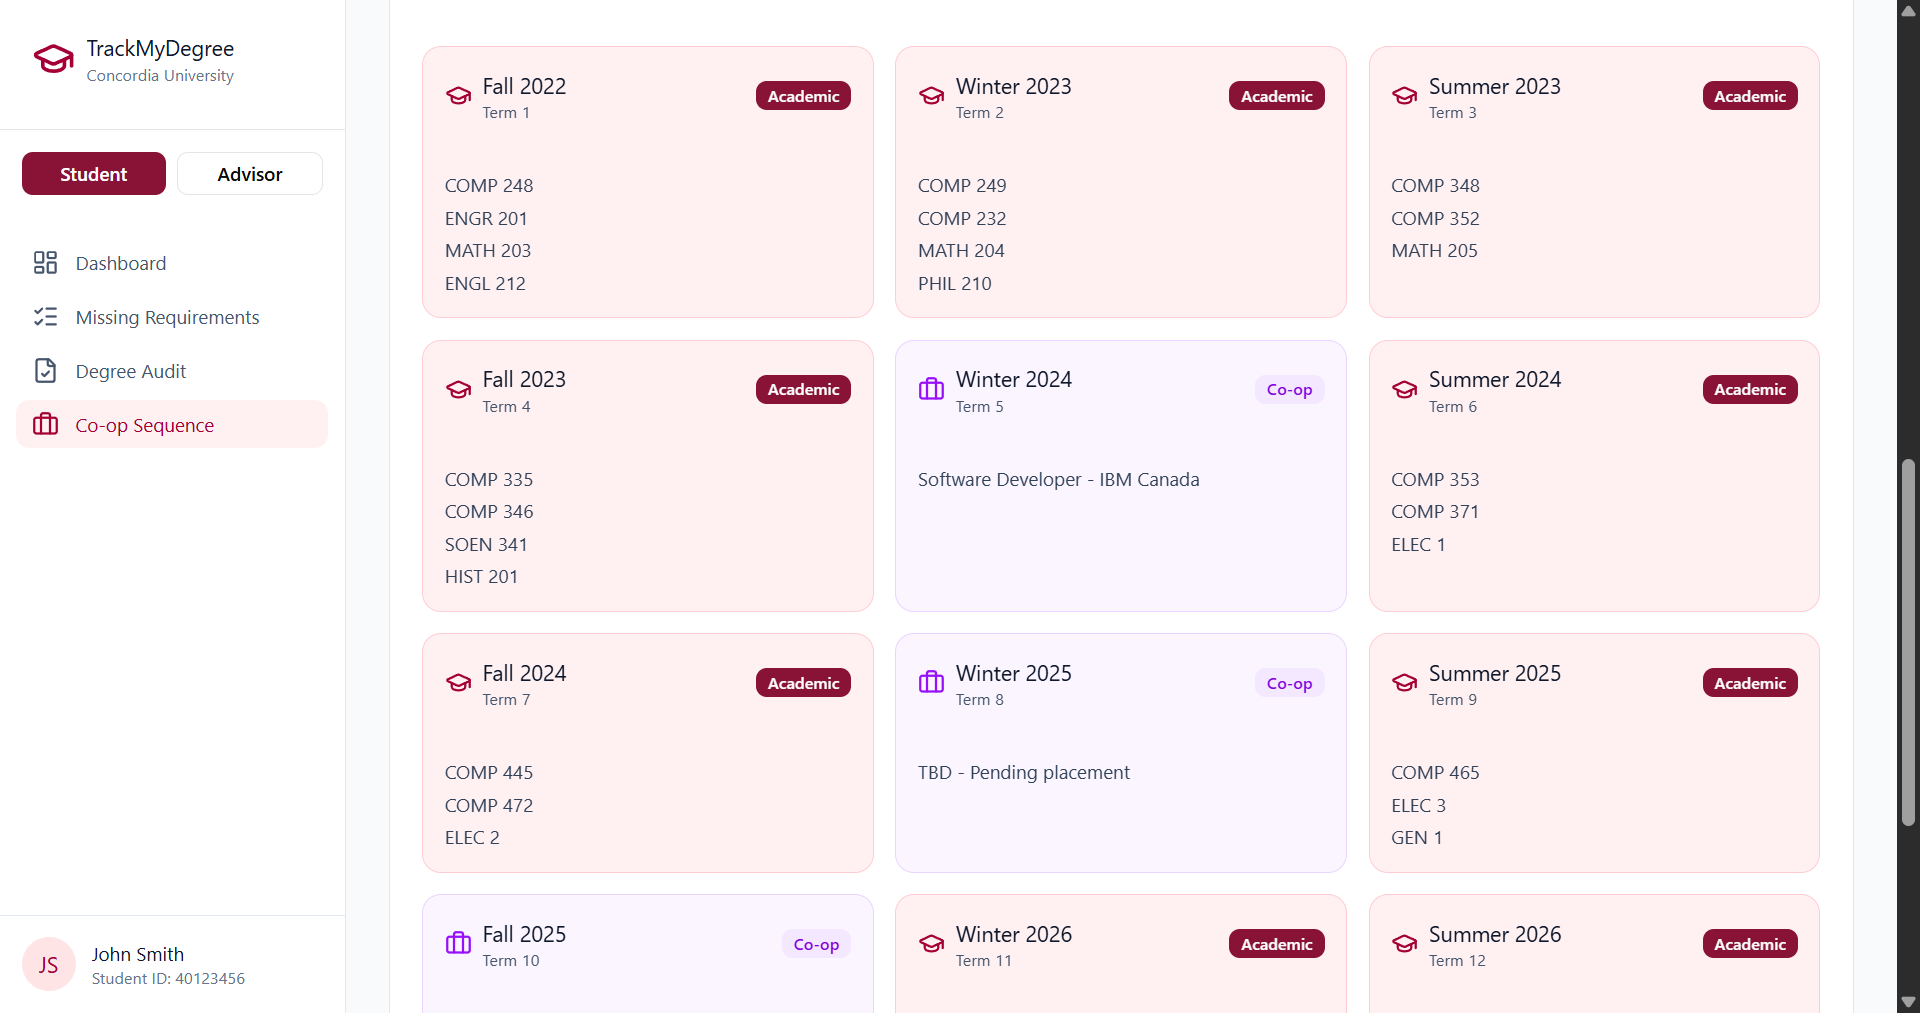 TrackMyDegree
Concordia University
Student
Advisor
Dashboard
Missing Requirements
Degree Audit
Co-op Sequence
JS
John Smith
Student ID: 40123456
Fall 2022
Term 1
Academic
COMP 248
ENGR 201
MATH 203
ENGL 212
Winter 2023
Term 2
Academic
COMP 249
COMP 232
MATH 204
PHIL 210
Summer 2023
Term 3
Academic
COMP 348
COMP 352
MATH 205
Fall 2023
Term 4
Academic
COMP 335
COMP 346
SOEN 341
HIST 201
Winter 2024
Term 5
Co-op
Software Developer - IBM Canada
Summer 2024
Term 6
Academic
COMP 353
COMP 371
ELEC 1
Fall 2024
Term 7
Academic
COMP 445
COMP 472
ELEC 2
Winter 2025
Term 8
Co-op
TBD - Pending placement
Summer 2025
Term 9
Academic
COMP 465
ELEC 3
GEN 1
Fall 2025
Term 10
Co-op
Winter 2026
Term 11
Academic
Summer 2026
Term 12
Academic